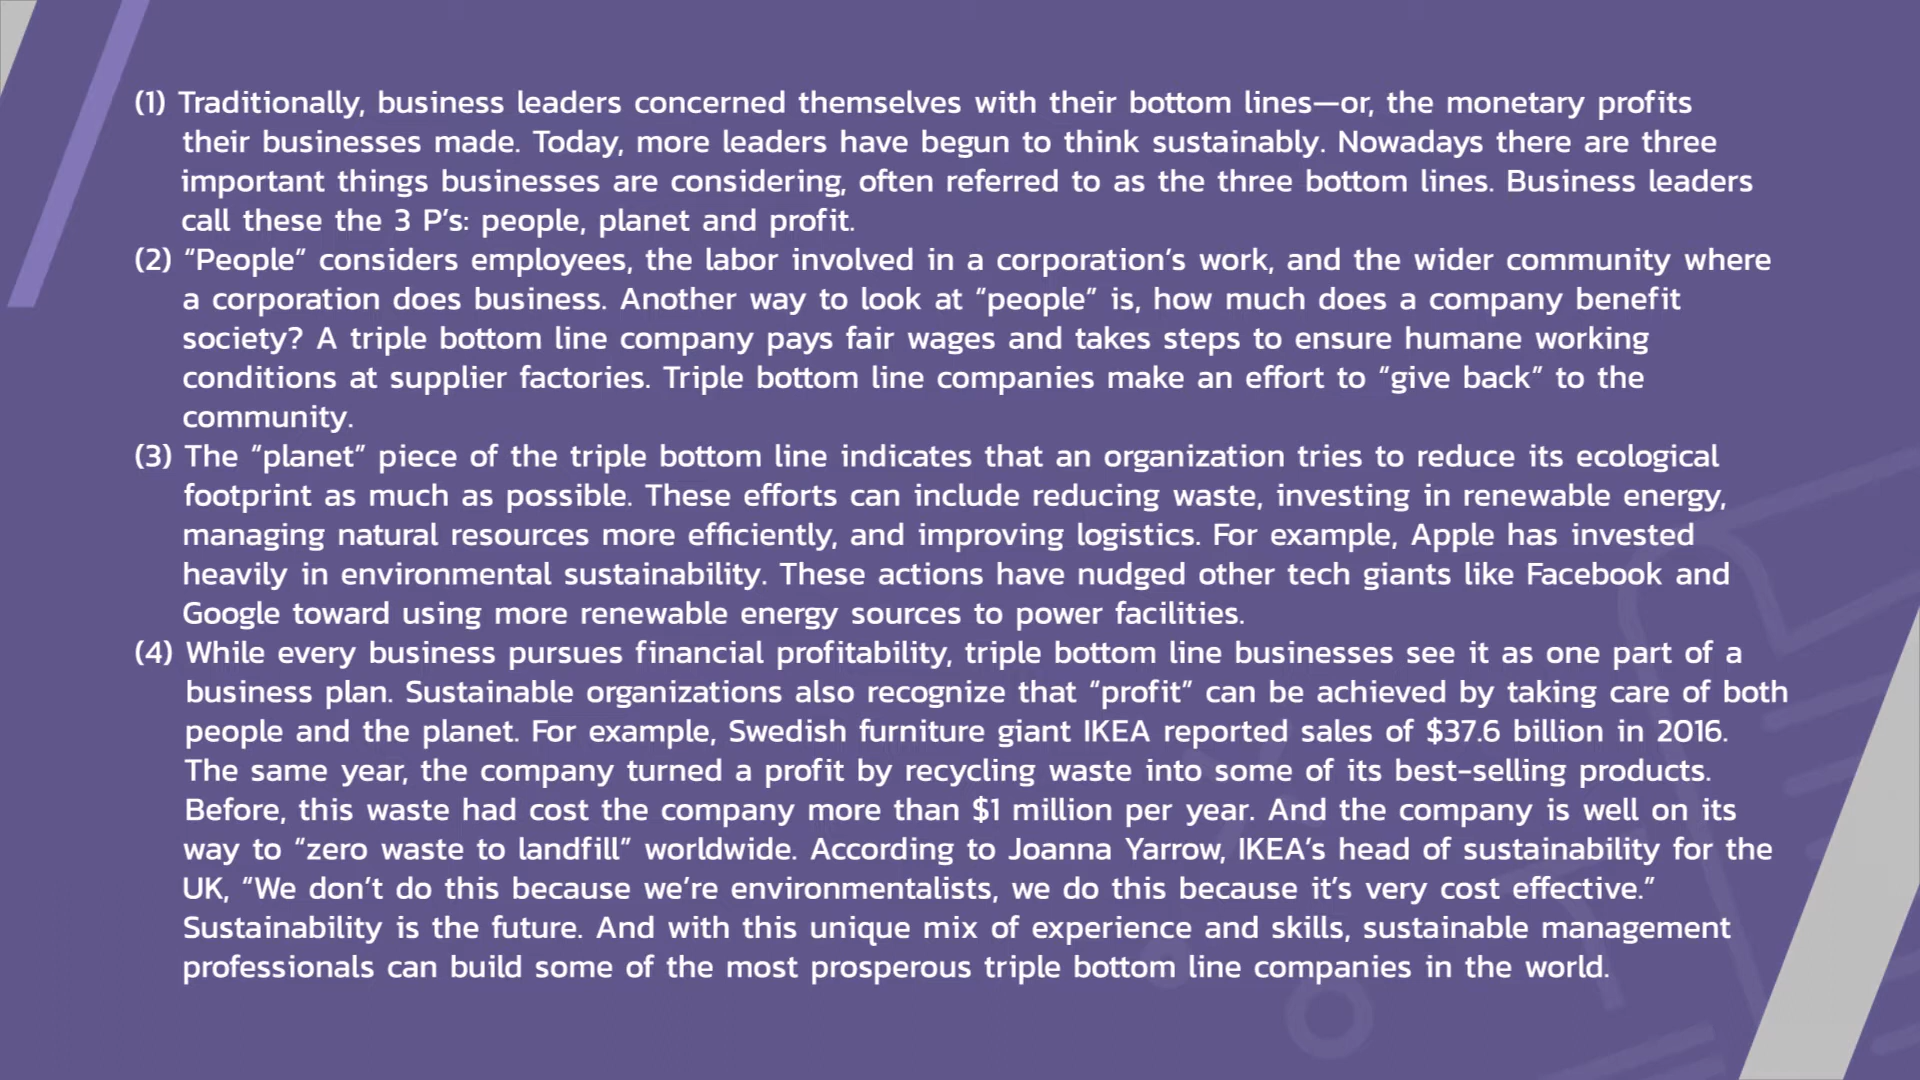 (1) Traditionally, business leaders concerned themselves with their bottom lines—or, the monetary profits
their businesses made. Today, more leaders have begun to think sustainably. Nowadays there are three
important things businesses are considering, often referred to as the three bottom lines. Business leaders
call these the 3 P’s: people, planet and profit.
(2) “People” considers employees, the labor involved in a corporation’s work, and the wider community where
a corporation does business. Another way to look at “people” is, how much does a company benefit
society? A triple bottom line company pays fair wages and takes steps to ensure humane working
conditions at supplier factories. Triple bottom line companies make an effort to “give back” to the
community.
(3) The “planet” piece of the triple bottom line indicates that an organization tries to reduce its ecological
footprint as much as possible. These efforts can include reducing waste, investing in renewable energy,
managing natural resources more efficiently, and improving logistics. For example, Apple has invested
heavily in environmental sustainability. These actions have nudged other tech giants like Facebook and
Google toward using more renewable energy sources to power facilities.
(4) While every business pursues financial profitability, triple bottom line businesses see it as one part of a
business plan. Sustainable organizations also recognize that “profit” can be achieved by taking care of both
people and the planet. For example, Swedish furniture giant IKEA reported sales of $37.6 billion in 2016.
The same year, the company turned a profit by recycling waste into some of its best-selling products.
Before, this waste had cost the company more than $1 million per year. And the company is well on its
way to “zero waste to landfill” worldwide. According to Joanna Yarrow, IKEA’s head of sustainability for the
UK, “We don’t do this because we’re environmentalists, we do this because it’s very cost effective.”
Sustainability is the future. And with this unique mix of experience and skills, sustainable management
professionals can build some of the most prosperous triple bottom line companies in the world.